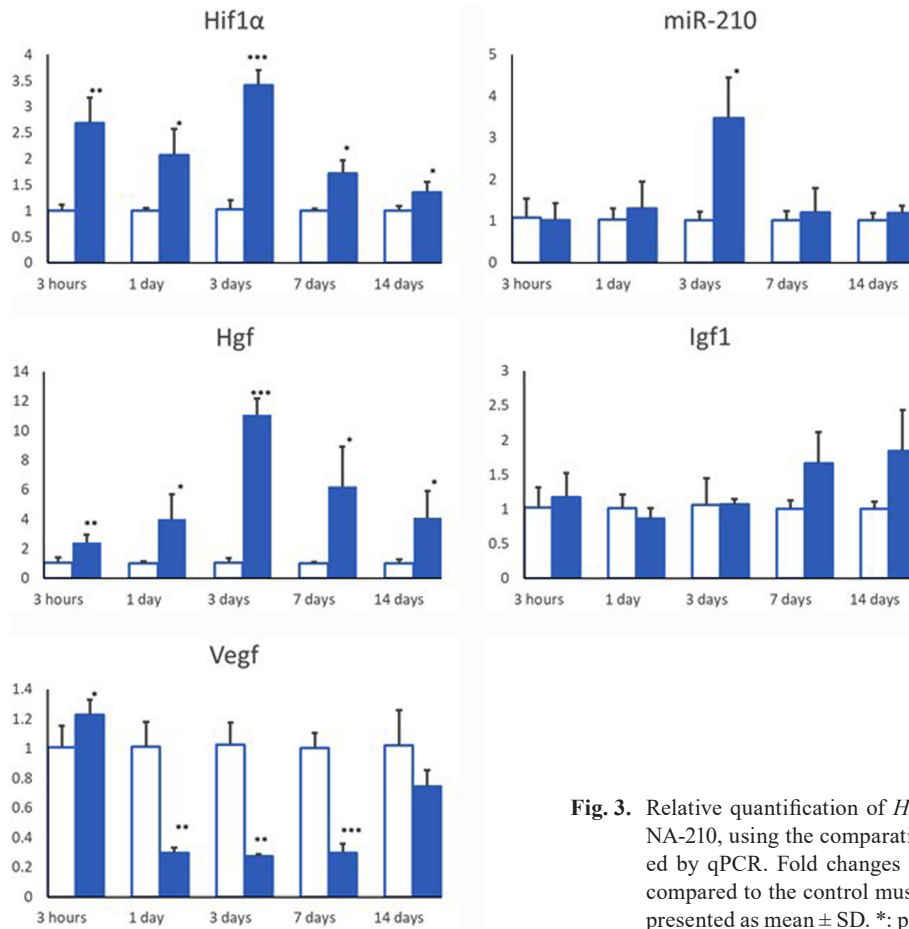 Hif1α
4
3.5
3
2.5
2
1.5
1
0.5
0
** * *** * *
3 hours 1 day 3 days 7 days 14 days
miR-210
5
4
3
2
1
0
*
3 hours 1 day 3 days 7 days 14 days
Hgf
14
12
10
8
6
4
2
0
** * *** * *
3 hours 1 day 3 days 7 days 14 days
Igf1
3
2.5
2
1.5
1
0.5
0
3 hours 1 day 3 days 7 days 14 days
Vegf
1.4
1.2
1
0.8
0.6
0.4
0.2
0
* ** ** ***
3 hours 1 day 3 days 7 days 14 days
Fig. 3. Relative quantification of H
NA-210, using the comparati
ed by qPCR. Fold changes
compared to the control mus
presented as mean ± SD. *: p